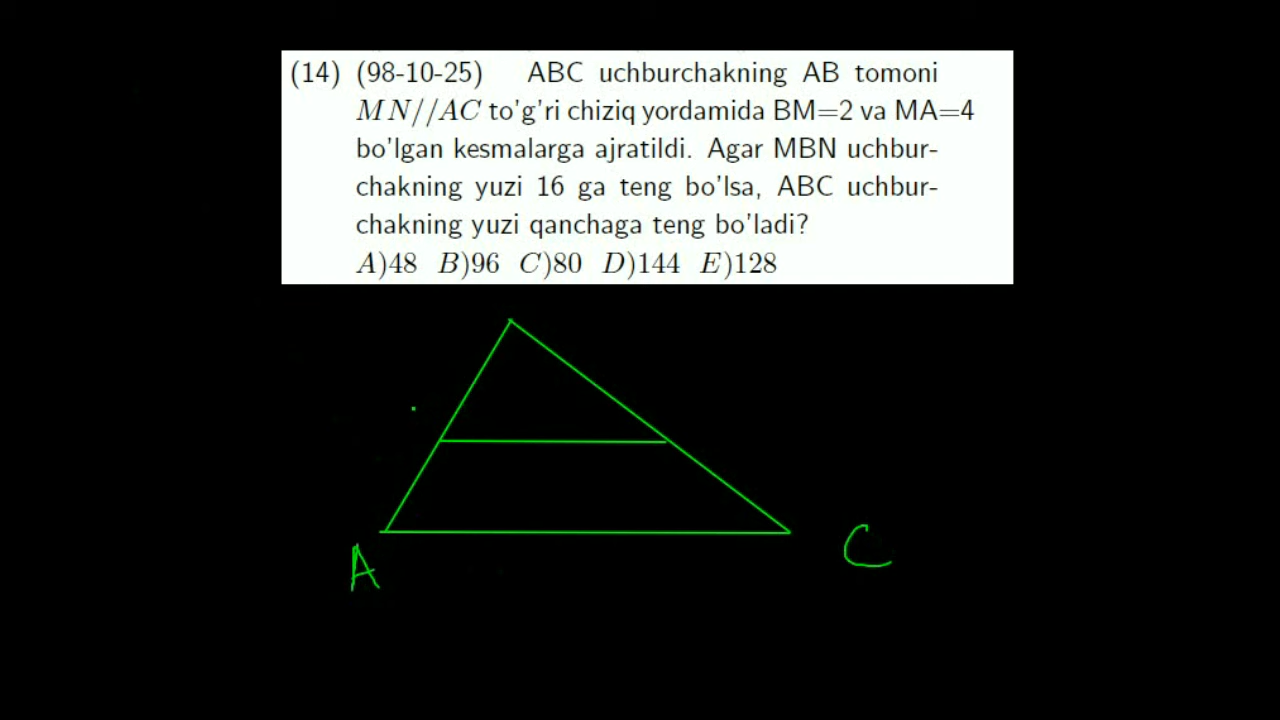 (14) (98-10-25) ABC uchburchakning AB tomoni
MN//AC to'g'ri chiziq yordamida BM=2 va MA=4
bo'lgan kesmalarga ajratildi. Agar MBN uchbur-
chakning yuzi 16 ga teng bo'lsa, ABC uchbur-
chakning yuzi qanchaga teng bo'ladi?
A)48 B)96 C)80 D)144 E)128
A C